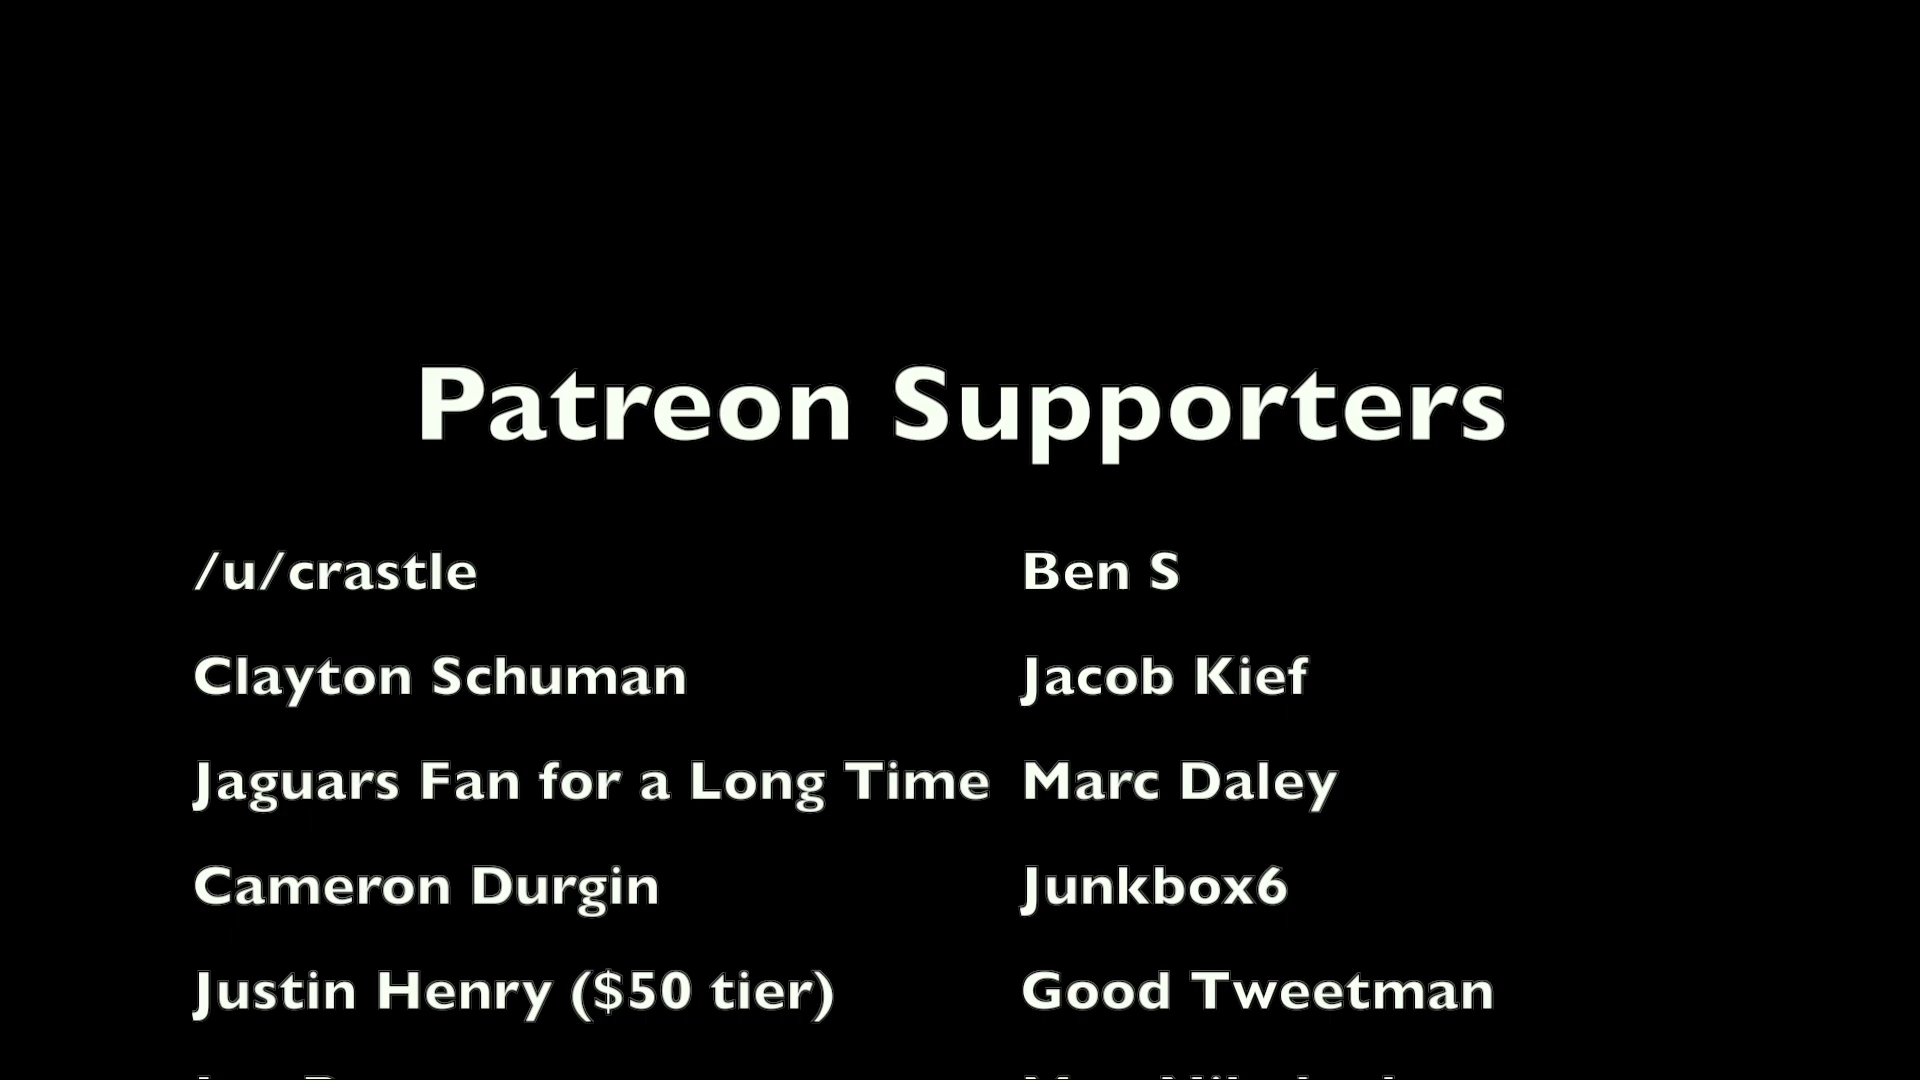 Patreon Supporters
/u/crastle
Ben S
Clayton Schuman
Jacob Kief
Jaguars Fan for a Long Time
Marc Daley
Cameron Durgin
Junkbox6
Justin Henry ($50 tier)
Good Tweetman